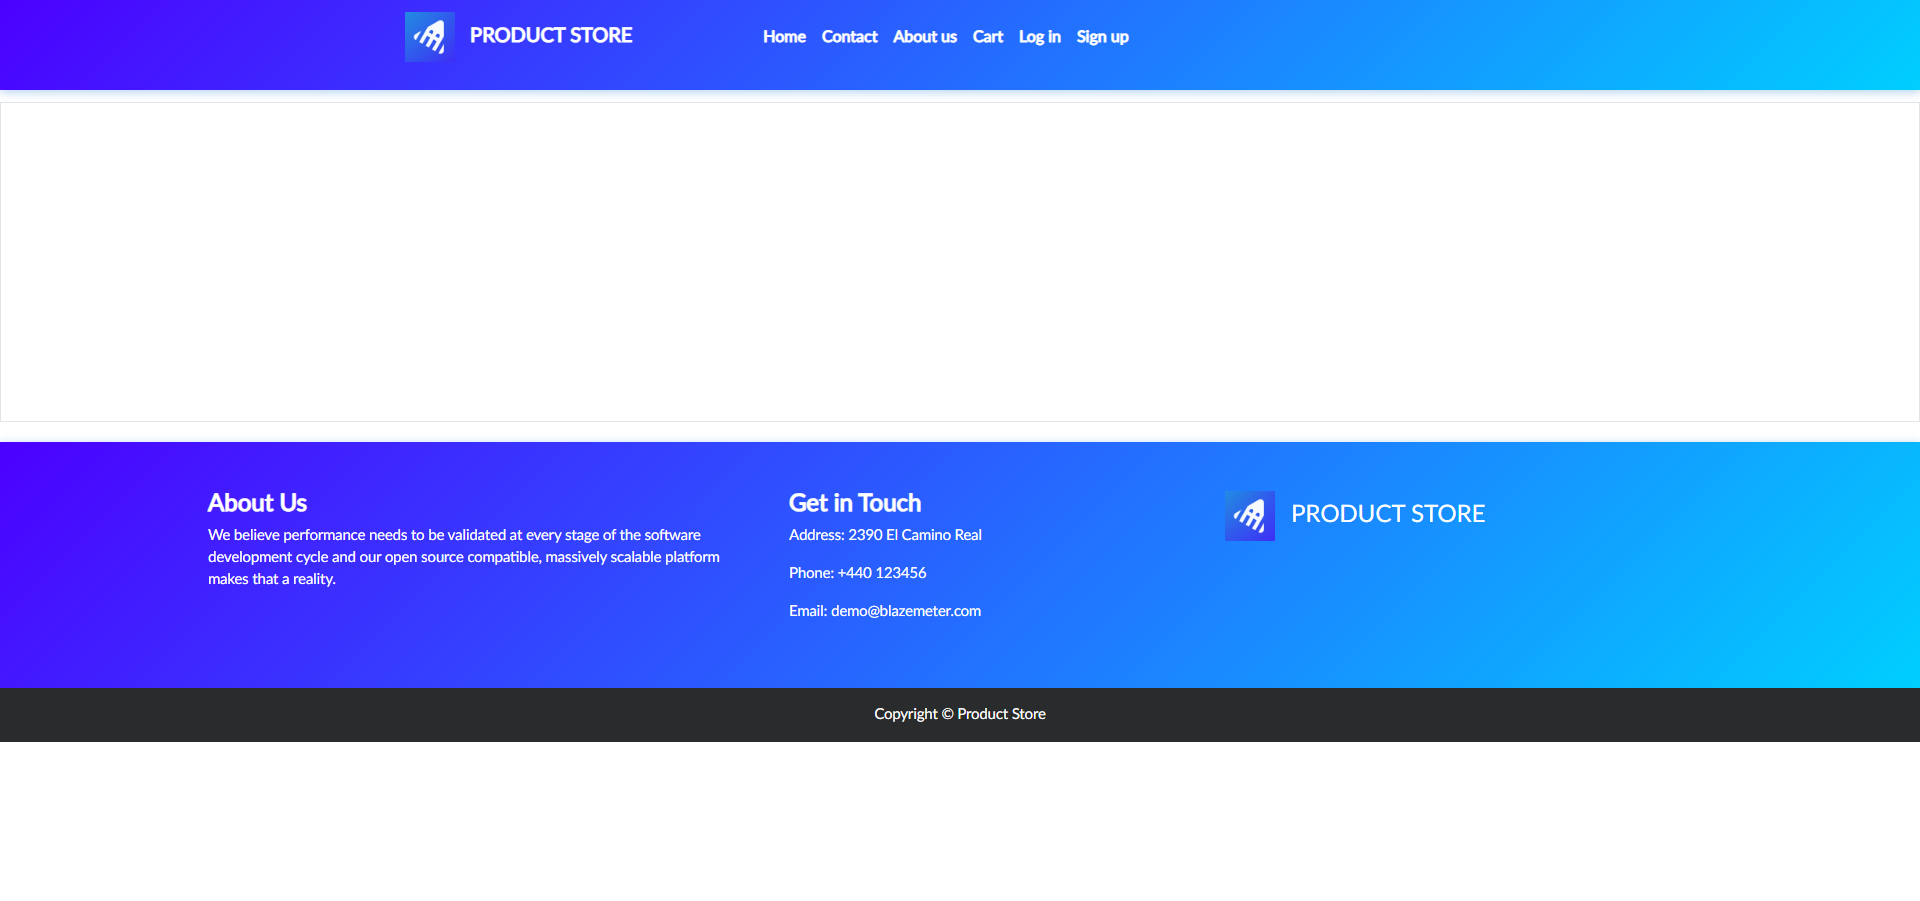 PRODUCT STORE
Home Contact About us Cart Log in Sign up
About Us
We believe performance needs to be validated at every stage of the software
development cycle and our open source compatible, massively scalable platform
makes that a reality.
Get in Touch
Address: 2390 El Camino Real
Phone: +440 123456
Email: demo@blazemeter.com
PRODUCT STORE
Copyright © Product Store